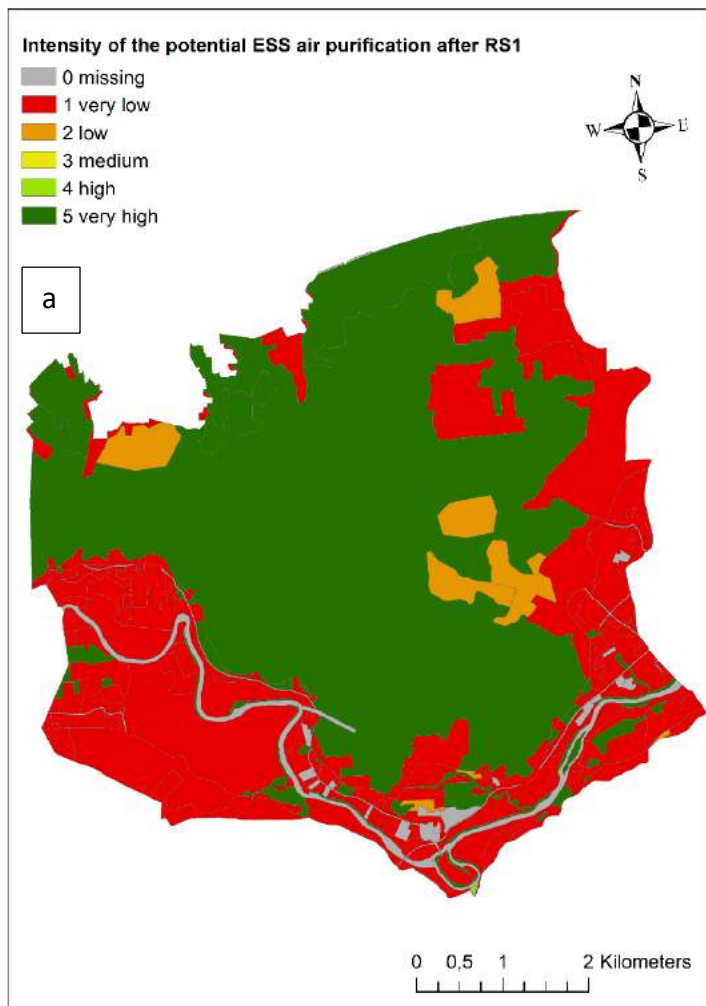 Intensity of the potential ESS air purification after RS1
0 missing
1 very low
2 low
3 medium
4 high
5 very high
N
W E
S
a
0 0,5 1 2 Kilometers